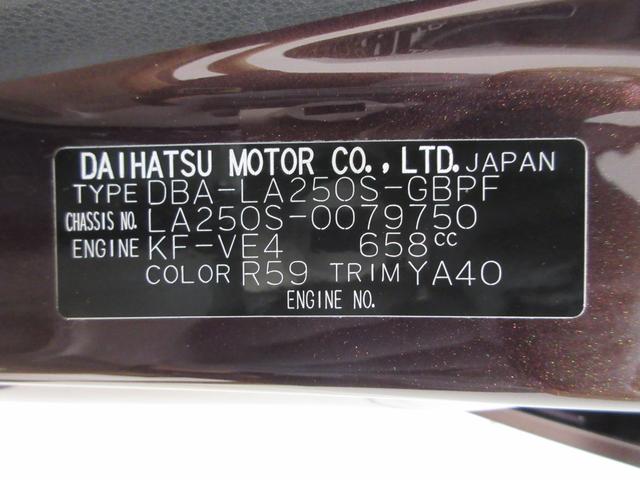 DAIHATSU MOTOR CO., LTD. JAPAN
TYPE DBA-LA250S-GBPF
CHASSIS NO. LA250S-0079750
ENGINE KF-VE4 658cc
COLOR R59 TRIM YA40
ENGINE NO.